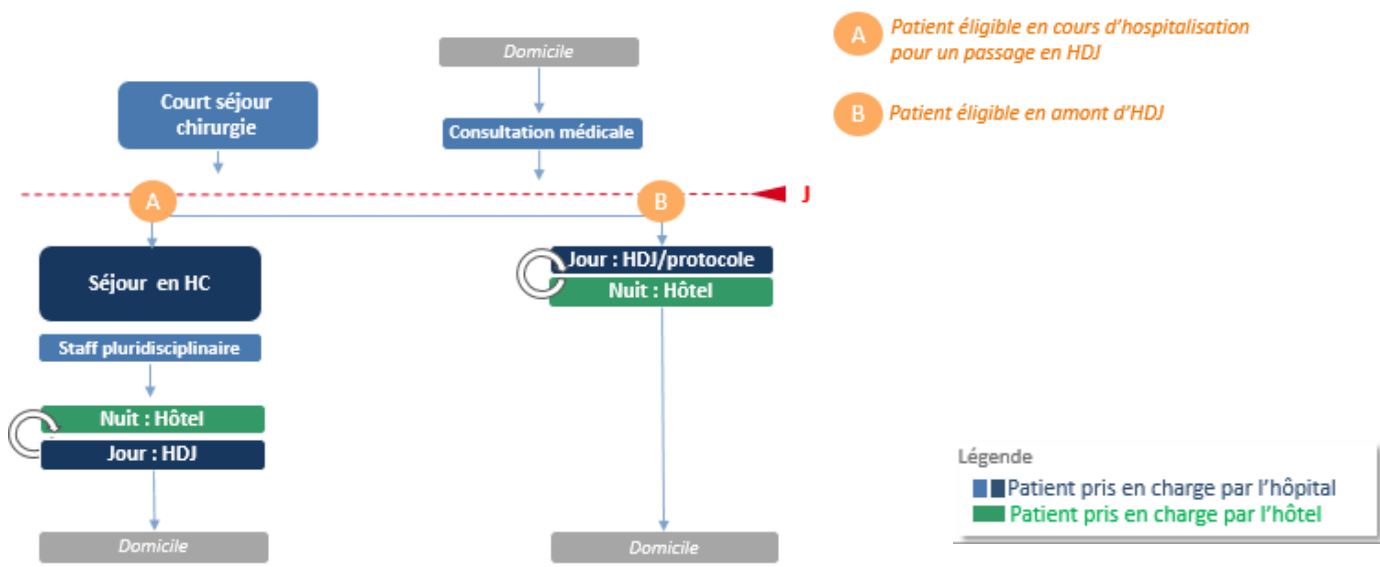 A
Patient éligible en cours d'hospitalisation
pour un passage en HDJ
B
Patient éligible en amont d'HDJ
Domicile
Court séjour
chirurgie
Consultation médicale
J
A
B
Séjour en HC
Jour : HDJ/protocole
Nuit : Hôtel
Staff pluridisciplinaire
Nuit : Hôtel
Jour : HDJ
Domicile
Domicile
Légende
Patient pris en charge par l'hôpital
Patient pris en charge par l'hôtel